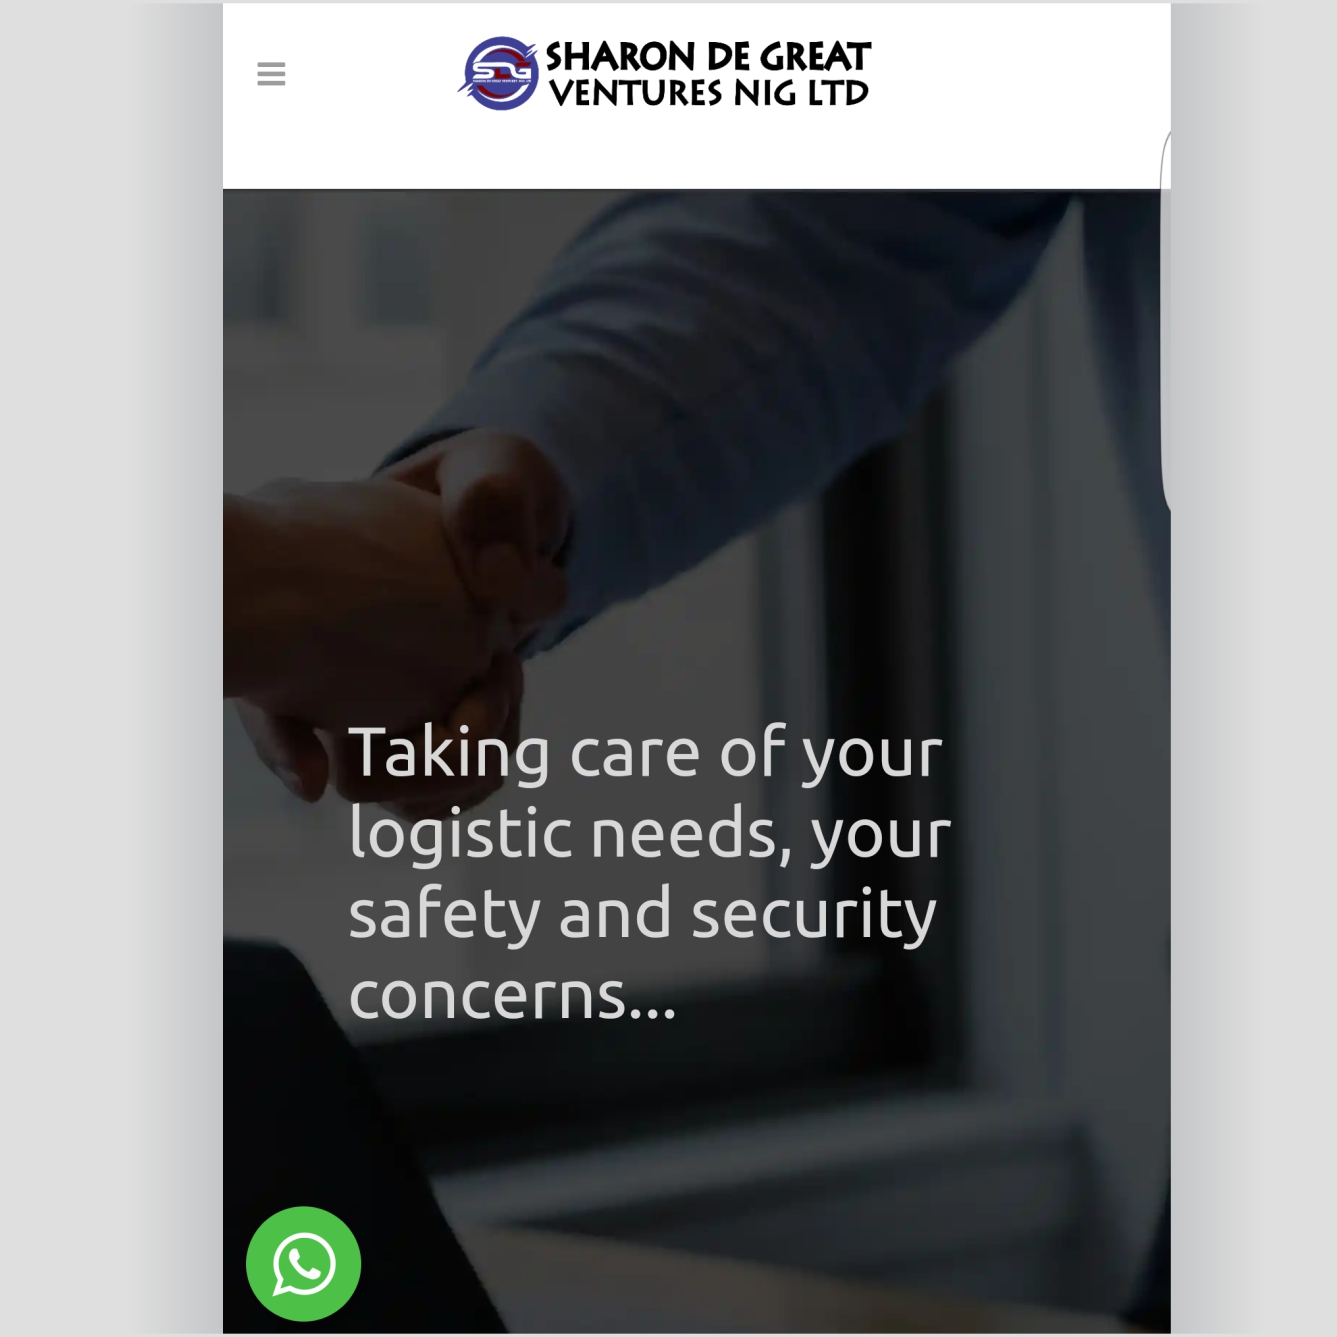 SDG
SHARON DE GREAT
VENTURES NIG LTD
Taking care of your
logistic needs, your
safety and security
concerns...